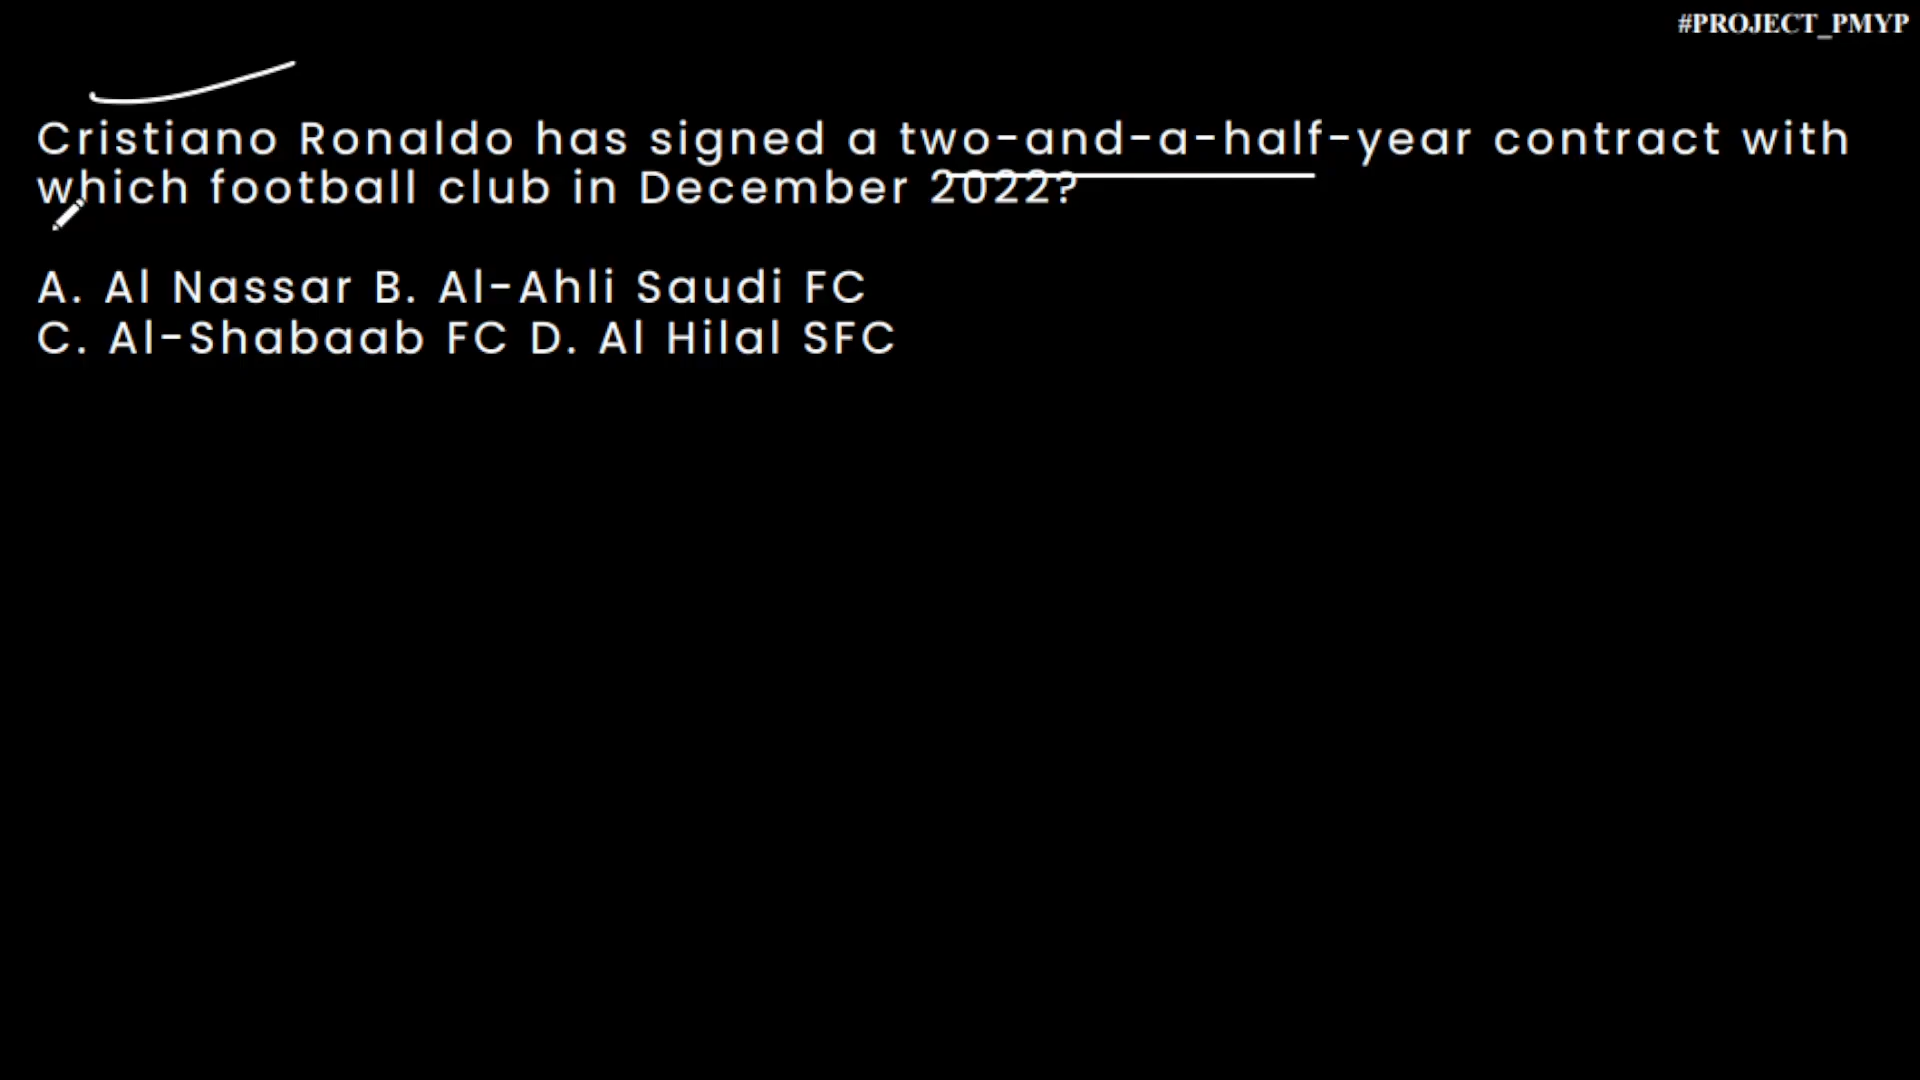 #PROJECT_PMYP
Cristiano Ronaldo has signed a two-and-a-half-year contract with
which football club in December 2022?
A. Al Nassar B. Al-Ahli Saudi FC
C. Al-Shabaab FC D. Al Hilal SFC